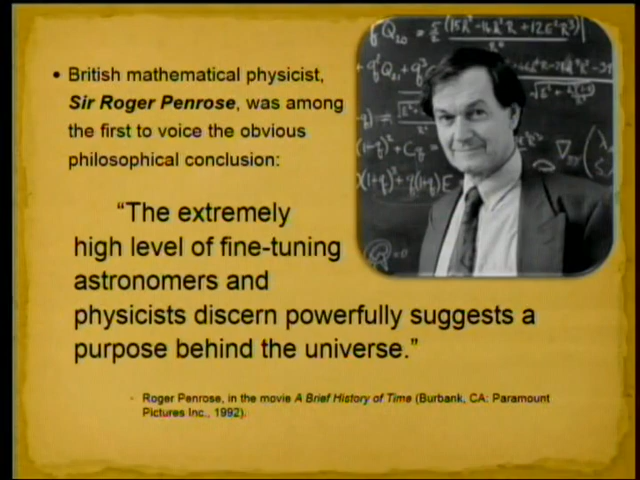 • British mathematical physicist,
Sir Roger Penrose, was among
the first to voice the obvious
philosophical conclusion:
“The extremely
high level of fine-tuning
astronomers and
physicists discern powerfully suggests a
purpose behind the universe.”
- Roger Penrose, in the movie A Brief History of Time (Burbank, CA: Paramount
Pictures Inc., 1992).